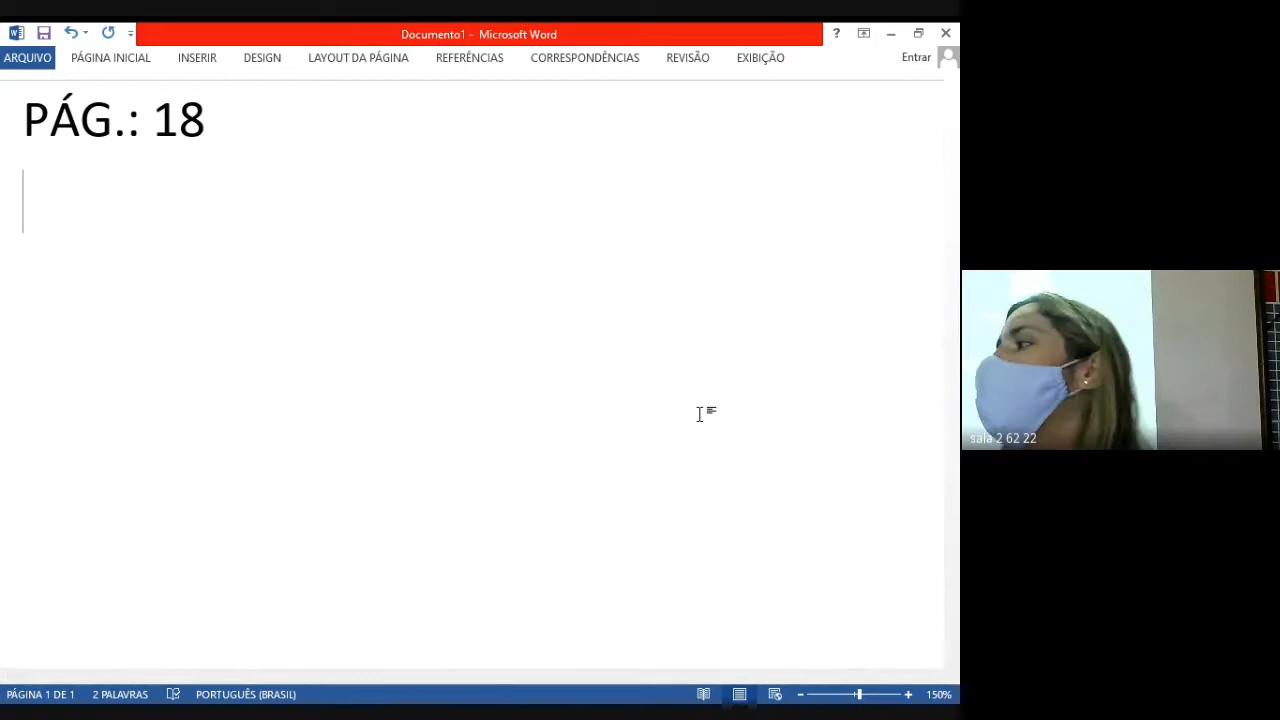 Documento1 - Microsoft Word
?
ARQUIVO PÁGINA INICIAL INSERIR DESIGN LAYOUT DA PÁGINA REFERÊNCIAS CORRESPONDÊNCIAS REVISÃO EXIBIÇÃO Entrar
PÁG.: 18
sala 2 62 22
PÁGINA 1 DE 1 2 PALAVRAS PORTUGUÊS (BRASIL) 150%